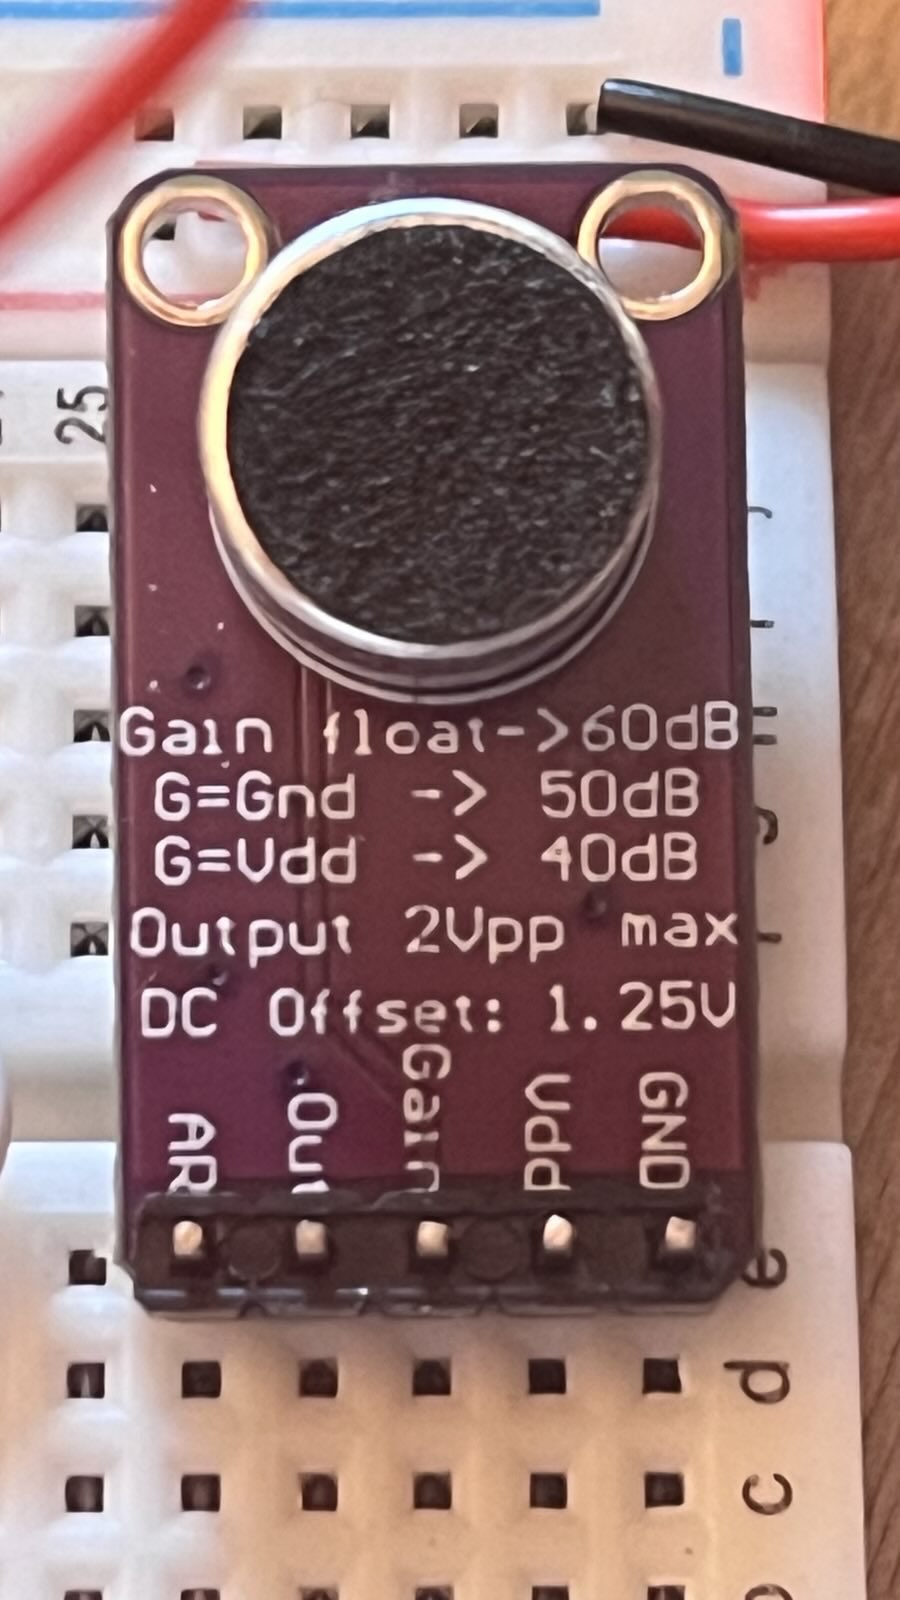 25
Gain float->60dB
G=Gnd -> 50dB
G=Vdd -> 40dB
Output 2Vpp max
DC Offset: 1.25V
AR
Out
Gain
Vdd
GND
e
d
c